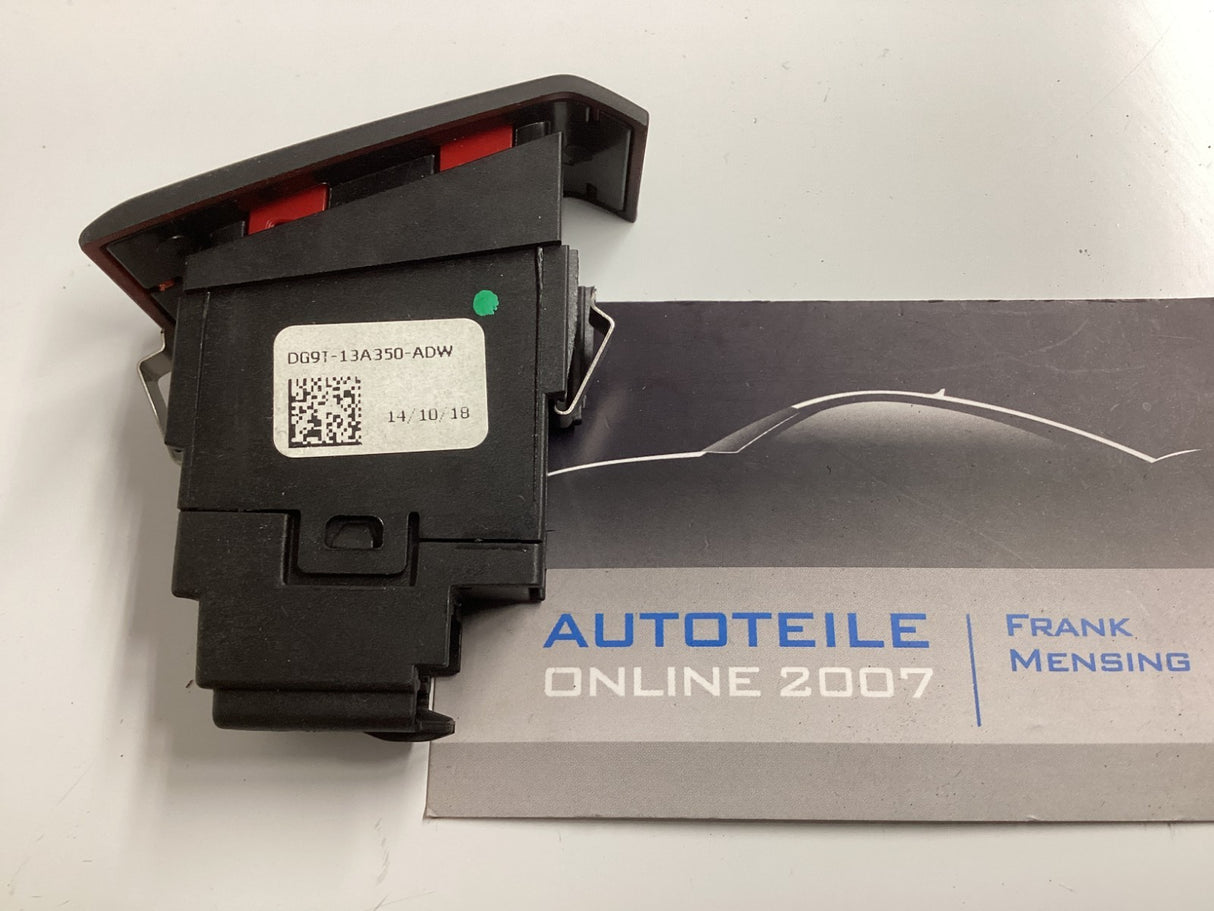 DG9T-13A350-ADW
14/10/18
AUTOTEILE
ONLINE 2007
FRANK
MENSING